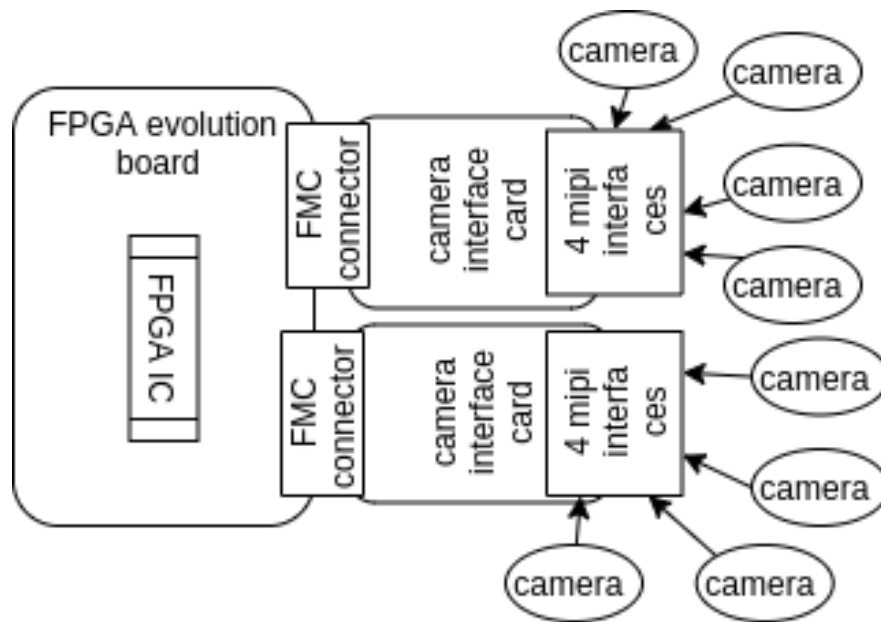 camera
camera
FPGA evolution
board
FMC
connector
camera
interface
card
4 mipi
interfa
ces
camera
camera
FPGA IC
FMC
connector
camera
interface
card
4 mipi
interfa
ces
camera
camera
camera
camera